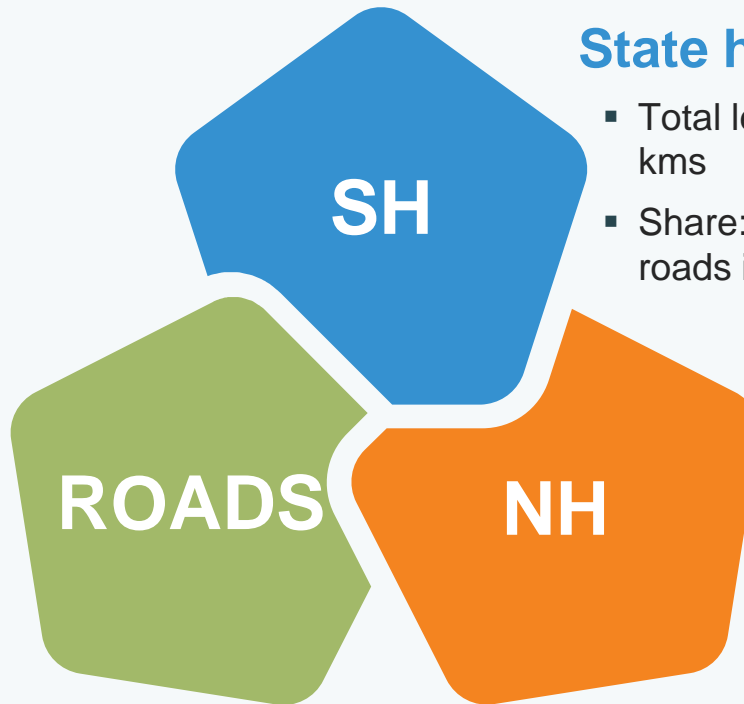 State h
▪ Total le
kms
▪ Share:
roads i
SH
ROADS
NH